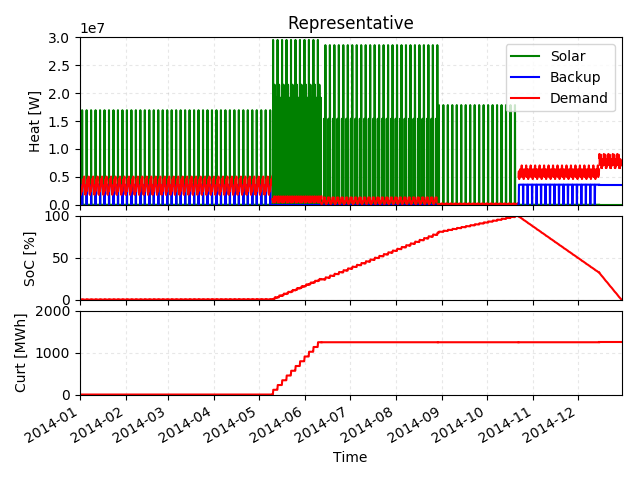 Representative
1e7
3.0
2.5
2.0
1.5
1.0
0.5
0.0
Heat [W]
Solar
Backup
Demand
100
50
0
SoC [%]
2000
1000
0
Curt [MWh]
2014-01
2014-02
2014-03
2014-04
2014-05
2014-06
2014-07
2014-08
2014-09
2014-10
2014-11
2014-12
Time